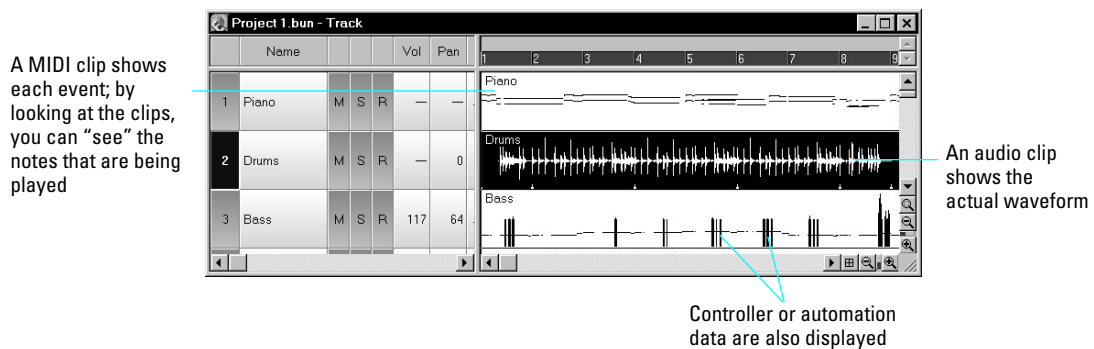 Project 1.bun - Track
Name Vol Pan
1 2 3 4 5 6 7 8 9
A MIDI clip shows
each event; by
looking at the clips,
you can “see” the
notes that are being
played
1 Piano M S R — —
Piano
2 Drums M S R — 0
Drums
An audio clip
shows the
actual waveform
3 Bass M S R 117 64
Bass
Controller or automation
data are also displayed